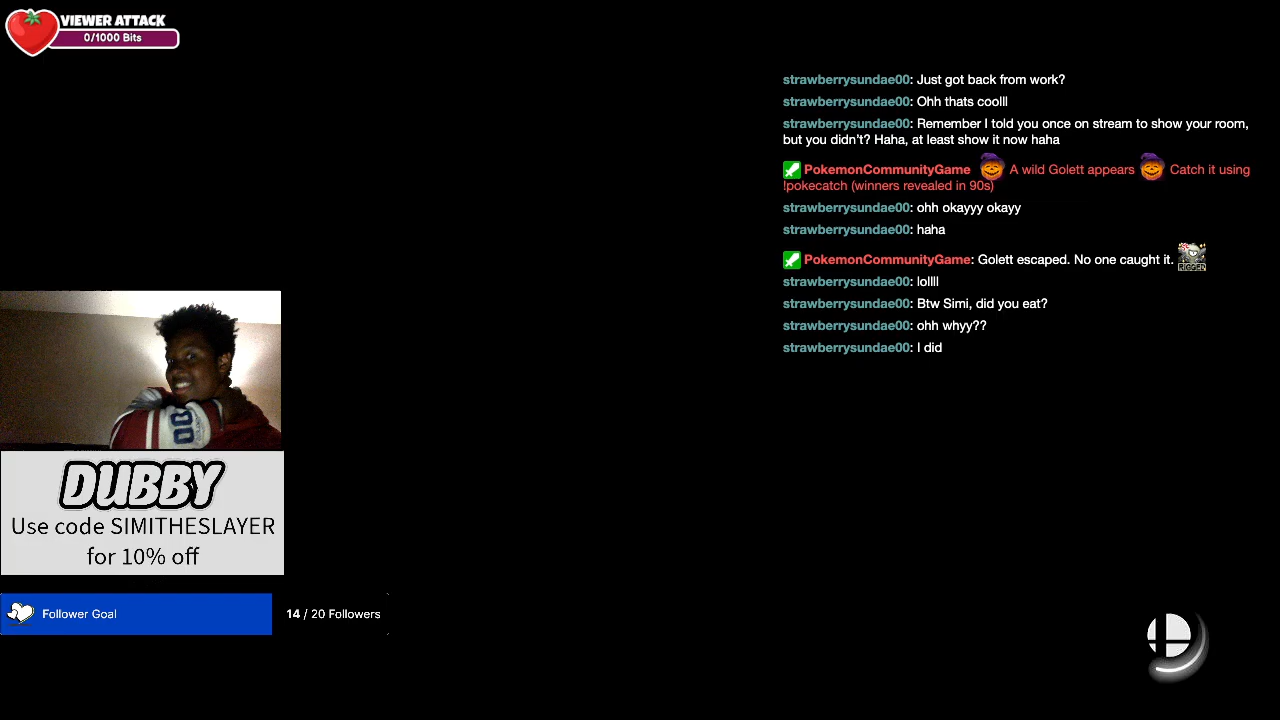 VIEWER ATTACK
0/1000 Bits
strawberrysundae00: Just got back from work?
strawberrysundae00: Ohh thats coolll
strawberrysundae00: Remember I told you once on stream to show your room,
but you didn't? Haha, at least show it now haha
PokemonCommunityGame A wild Golett appears Catch it using
!pokecatch (winners revealed in 90s)
strawberrysundae00: ohh okayyy okayy
strawberrysundae00: haha
PokemonCommunityGame: Golett escaped. No one caught it. RIGGED
strawberrysundae00: lollll
strawberrysundae00: Btw Simi, did you eat?
strawberrysundae00: ohh whyy??
strawberrysundae00: I did
00
DUBBY
Use code SIMITHESLAYER
for 10% off
Follower Goal 14 / 20 Followers